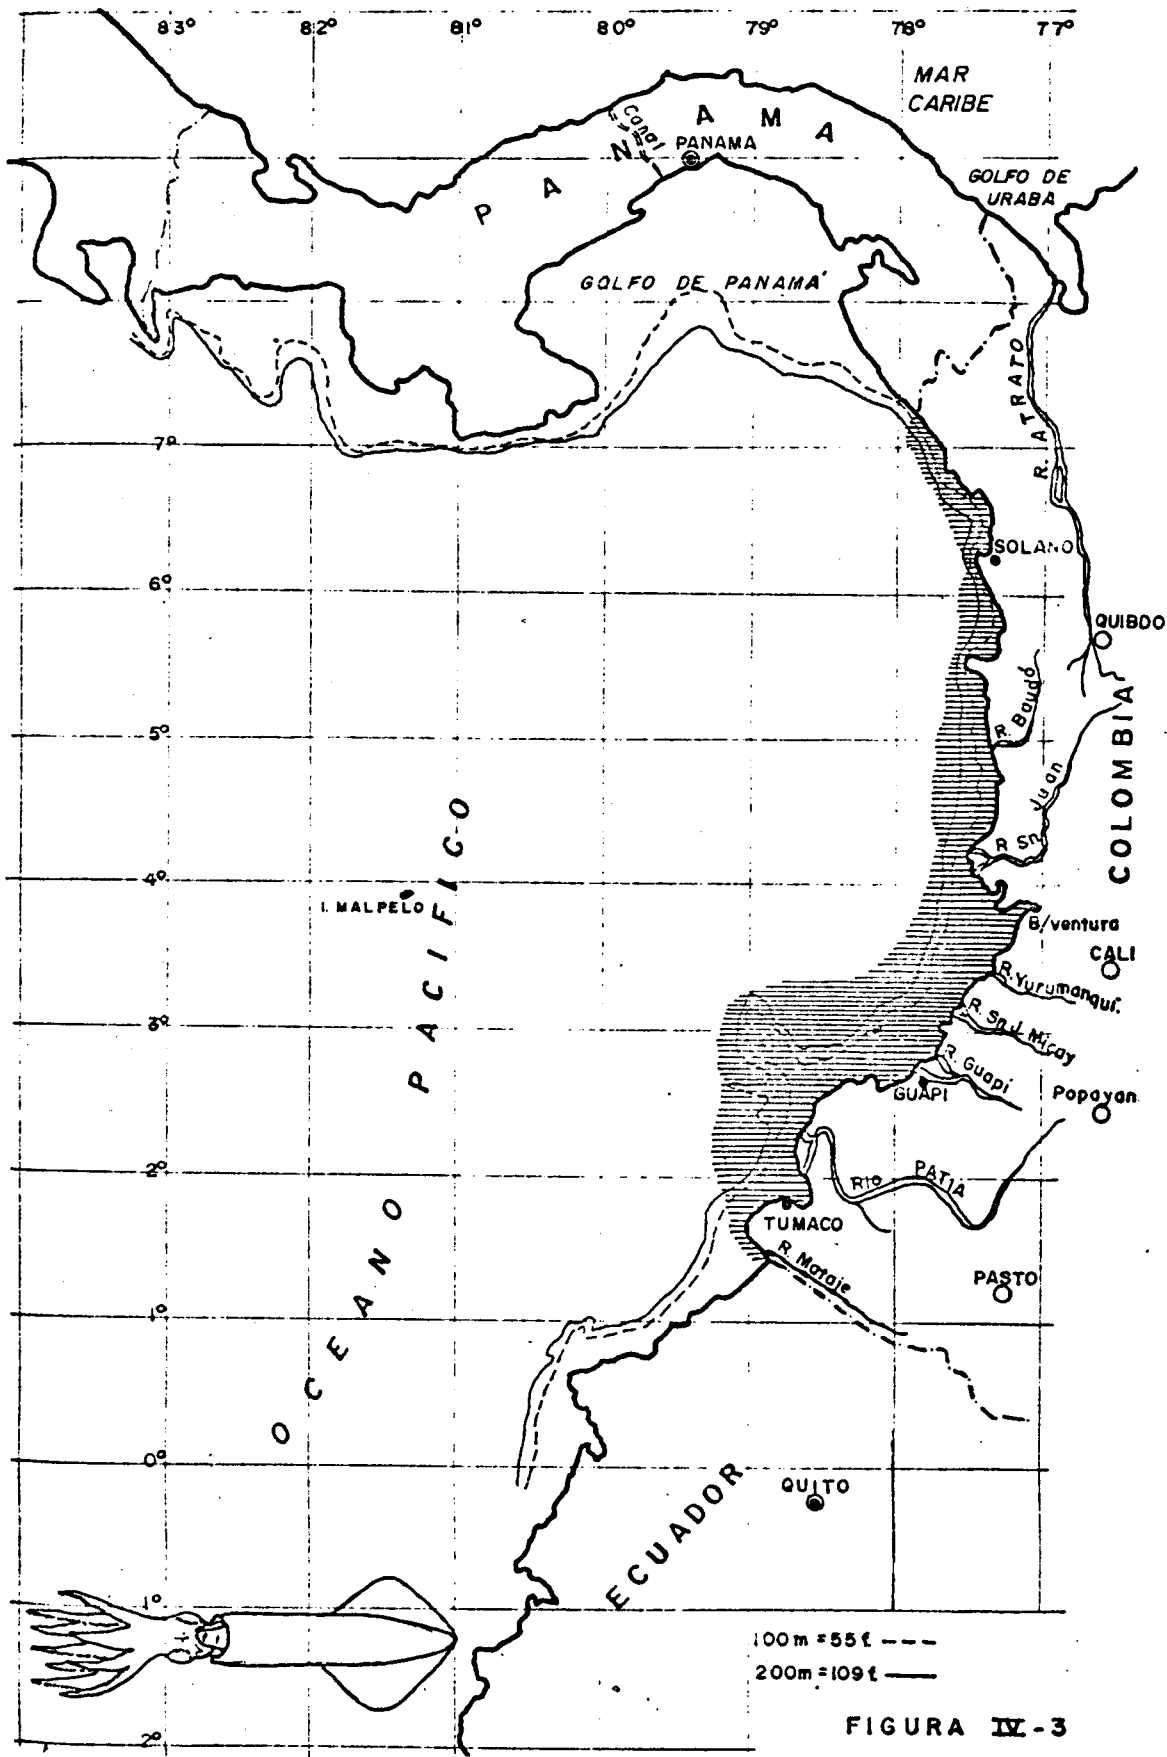 83° 82° 81° 80° 79° 78° 77°
MAR
CARIBE
PANAMA
Canal
PANAMA
GOLFO DE
URABA
GOLFO DE PANAMÁ
R. ATRATO
7°
SOLANO
6°
QUIBDO
R. Baudó
5°
COLOMBIA
R Sn Juan
4°
I. MALPELO
B/ventura
CALI
R. Yurumanguí.
3°
R. Sn J. Micay
R. Guapi
GUAPI
Popayan
OCEANO PACIFICO
2°
RIO PATIA
TUMACO
R. Mataje
PASTO
1°
0°
QUITO
ECUADOR
1°
100m = 55f
200m = 109f
2°
FIGURA IV-3